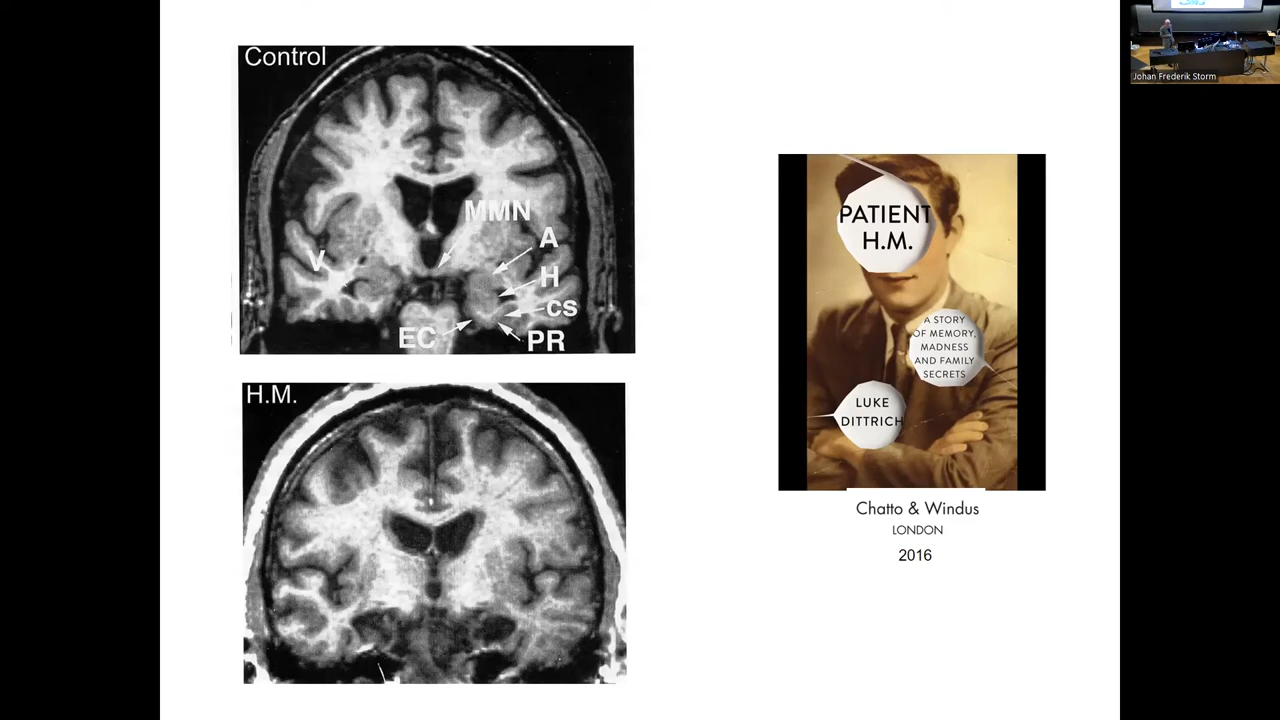 Control
MMN
V
A
H
CS
EC
PR
H.M.
PATIENT
H.M.
A STORY
OF MEMORY,
MADNESS
AND FAMILY
SECRETS
LUKE
DITTRICH
Chatto & Windus
LONDON
2016
Johan Frederik Storm